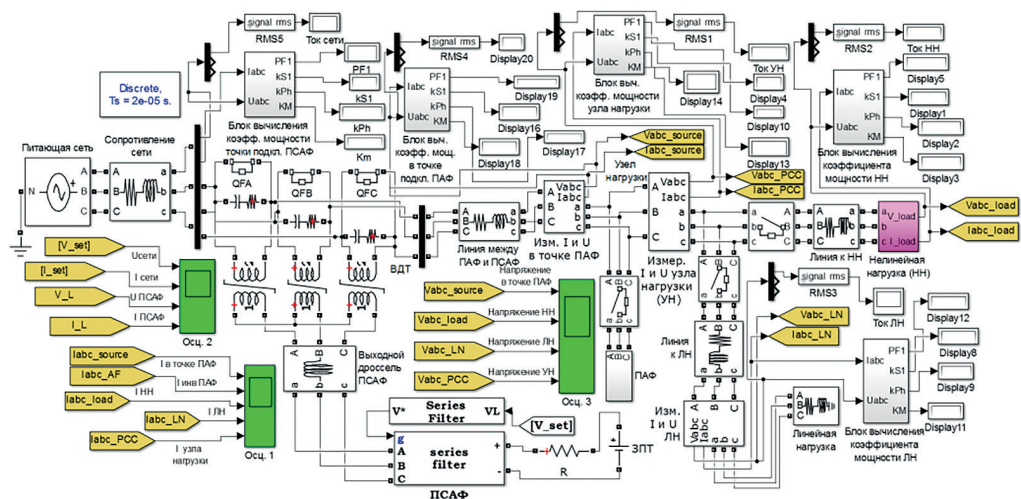 signal rms
RMS5
Ток сети
Discrete,
Ts = 2e-05 s.
Iabc
Uabc
PF1
kS1
kPh
KM
Блок вычисления
коэфф. мощности
точки подкл. ПСАФ
PF1
kS1
kPh
Km
signal rms
RMS4
Display20
Iabc
Uabc
PF1
kS1
kPh
KM
Блок выч.
коэфф. мощ.
в точке
подкл. ПАФ
Display19
Display16
Display17
Display18
Iabc
Uabc
PF1
kS1
kPh
KM
Блок выч.
коэфф. мощности
узла нагрузки
signal rms
RMS1
Ток УН
Display14
Display4
Display10
Display13
signal rms
RMS2
Ток НН
Iabc
Uabc
PF1
kS1
kPh
KM
Блок вычисления
коэффициента
мощности НН
Display5
Display1
Display2
Display3
Питающая сеть
N
A
B
C
Сопротивление
сети
A
B
C
QFA
QFB
QFC
ВДТ
A
B
C
a
b
c
Линия между
ПАФ и ПСАФ
A
B
C
Vabc
Iabc
a
b
c
Изм. I и U
в точке ПАФ
Vabc_source
Iabc_source
Узел
нагрузки
A
B
C
Vabc
Iabc
a
b
c
Измер.
I и U узла
нагрузки
(УН)
Vabc_PCC
Iabc_PCC
A
B
C
a
b
c
A
B
C
a
b
c
Линия к НН
a
b
c
V_load
I_load
Нелинейная
нагрузка (НН)
Vabc_load
Iabc_load
[V_set]
[I_set]
V_L
I_L
Uсети
I сети
U ПСАФ
I ПСАФ
Осц. 2
Iabc_source
Iabc_AF
Iabc_load
Iabc_LN
Iabc_PCC
I в точке ПАФ
I инв ПАФ
I НН
I ЛН
I узла
нагрузки
Осц. 1
A
B
C
a
b
c
Выходной
дроссель
ПСАФ
V*
Series
Filter
VL
[V_set]
g
A
B
C
series
filter
+
-
ПСАФ
R
+
ЗПТ
Vabc_source
Vabc_load
Vabc_LN
Vabc_PCC
Напряжение
в точке ПАФ
Напряжение НН
Напряжение ЛН
Напряжение УН
Осц. 3
A
B
C
a
b
c
A
B
C
ПАФ
A
B
C
a
b
c
Линия
к ЛН
A
B
C
a
b
c
Изм.
I и U
ЛН
A
B
C
Vabc
Iabc
a
b
c
signal rms
RMS3
Ток ЛН
Vabc_LN
Iabc_LN
A
B
C
Линейная
нагрузка
Iabc
Uabc
PF1
kS1
kPh
KM
Блок вычисления
коэффициента
мощности ЛН
Display12
Display8
Display9
Display11